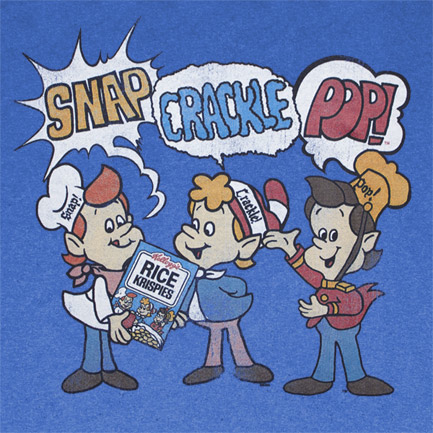 SNAP
CRACKLE
POP!
Snap!
Crackle!
Pop!
Kellogg's
RICE
KRISPIES